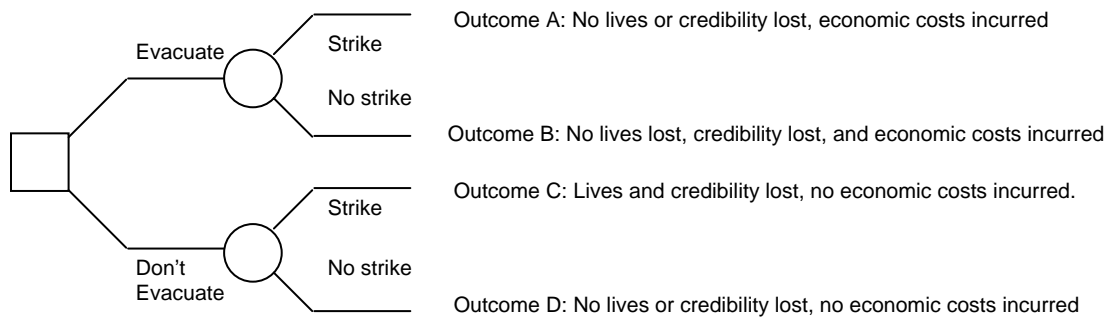 Outcome A: No lives or credibility lost, economic costs incurred
Evacuate
Strike
No strike
Outcome B: No lives lost, credibility lost, and economic costs incurred
Outcome C: Lives and credibility lost, no economic costs incurred.
Strike
Don't
Evacuate
No strike
Outcome D: No lives or credibility lost, no economic costs incurred